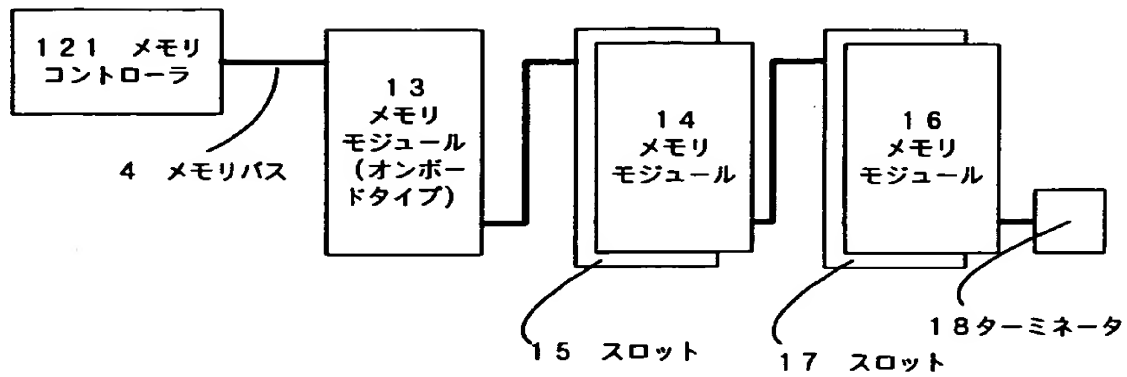 121 メモリ
コントローラ
4 メモリバス
13
メモリ
モジュール
(オンボー
ドタイプ)
14
メモリ
モジュール
15 スロット
16
メモリ
モジュール
17 スロット
18ターミネータ